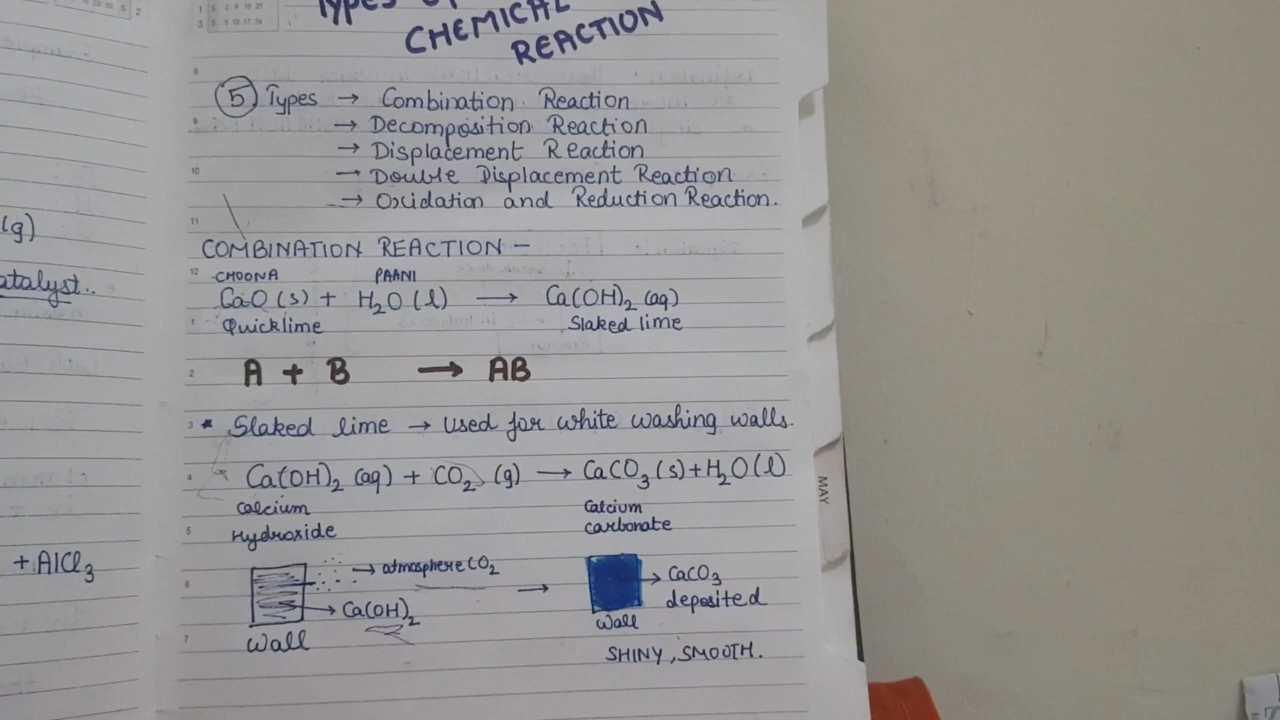 Types of
CHEMICAL
REACTION
5 Types → Combination Reaction
→ Decomposition Reaction
→ Displacement Reaction
→ Double Displacement Reaction
→ Oxidation and Reduction Reaction.
(g)
COMBINATION REACTION –
CHOONA PAANI
atalyst..
CaO (s) + H₂O (l) → Ca(OH)₂ (aq)
Quicklime Slaked lime
A + B → AB
* Slaked lime → used for white washing walls.
Ca(OH)₂ (aq) + CO₂ (g) → CaCO₃ (s) + H₂O (l)
Calcium Calcium
Hydroxide carbonate
MAY
+ AlCl₃
→ atmosphere CO₂ → → CaCO₃
→ Ca(OH)₂ deposited
Wall Wall
SHINY, SMOOTH.